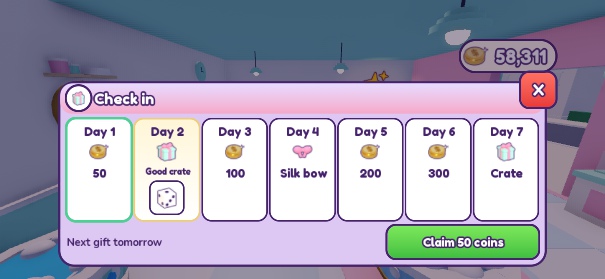 58,311
Check in
Day 1
50
Day 2
Good crate
Day 3
100
Day 4
Silk bow
Day 5
200
Day 6
300
Day 7
Crate
Next gift tomorrow
Claim 50 coins